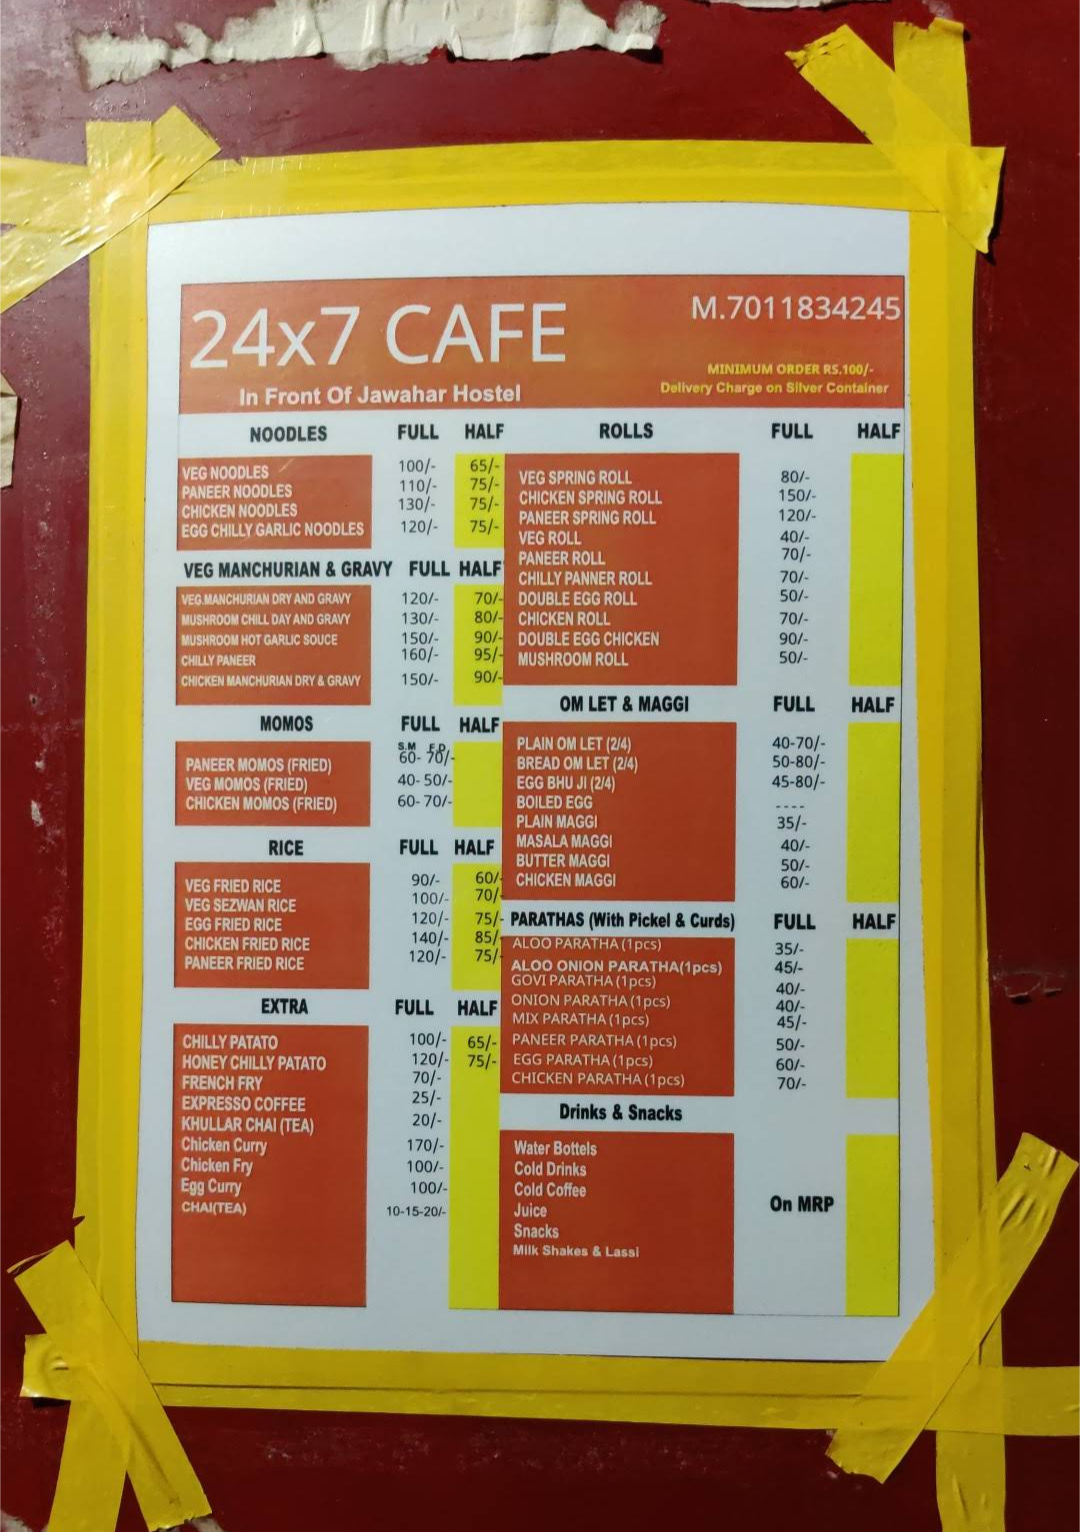 24x7 CAFE
M.7011834245
In Front Of Jawahar Hostel
MINIMUM ORDER RS.100/-
Delivery Charge on Silver Container
NOODLES FULL HALF
VEG NOODLES 100/- 65/-
PANEER NOODLES 110/- 75/-
CHICKEN NOODLES 130/- 75/-
EGG CHILLY GARLIC NOODLES 120/- 75/-
VEG MANCHURIAN & GRAVY FULL HALF
VEG.MANCHURIAN DRY AND GRAVY 120/- 70/-
MUSHROOM CHILL DAY AND GRAVY 130/- 80/-
MUSHROOM HOT GARLIC SOUCE 150/- 90/-
CHILLY PANEER 160/- 95/-
CHICKEN MANCHURIAN DRY & GRAVY 150/- 90/-
MOMOS FULL HALF
S.M F.D
PANEER MOMOS (FRIED) 60- 70/-
VEG MOMOS (FRIED) 40- 50/-
CHICKEN MOMOS (FRIED) 60- 70/-
RICE FULL HALF
VEG FRIED RICE 90/- 60/-
VEG SEZWAN RICE 100/- 70/-
EGG FRIED RICE 120/- 75/-
CHICKEN FRIED RICE 140/- 85/-
PANEER FRIED RICE 120/- 75/-
EXTRA FULL HALF
CHILLY PATATO 100/- 65/-
HONEY CHILLY PATATO 120/- 75/-
FRENCH FRY 70/-
EXPRESSO COFFEE 25/-
KHULLAR CHAI (TEA) 20/-
Chicken Curry 170/-
Chicken Fry 100/-
Egg Curry 100/-
CHAI(TEA) 10-15-20/-
ROLLS FULL HALF
VEG SPRING ROLL 80/-
CHICKEN SPRING ROLL 150/-
PANEER SPRING ROLL 120/-
VEG ROLL 40/-
PANEER ROLL 70/-
CHILLY PANNER ROLL 70/-
DOUBLE EGG ROLL 50/-
CHICKEN ROLL 70/-
DOUBLE EGG CHICKEN 90/-
MUSHROOM ROLL 50/-
OM LET & MAGGI FULL HALF
PLAIN OM LET (2/4) 40-70/-
BREAD OM LET (2/4) 50-80/-
EGG BHU JI (2/4) 45-80/-
BOILED EGG ----
PLAIN MAGGI 35/-
MASALA MAGGI 40/-
BUTTER MAGGI 50/-
CHICKEN MAGGI 60/-
PARATHAS (With Pickel & Curds) FULL HALF
ALOO PARATHA (1pcs) 35/-
ALOO ONION PARATHA(1pcs) 45/-
GOVI PARATHA (1pcs) 40/-
ONION PARATHA (1pcs) 40/-
MIX PARATHA (1pcs) 45/-
PANEER PARATHA (1pcs) 50/-
EGG PARATHA (1pcs) 60/-
CHICKEN PARATHA (1pcs) 70/-
Drinks & Snacks
Water Bottels
Cold Drinks
Cold Coffee
Juice
Snacks
Milk Shakes & Lassi
On MRP